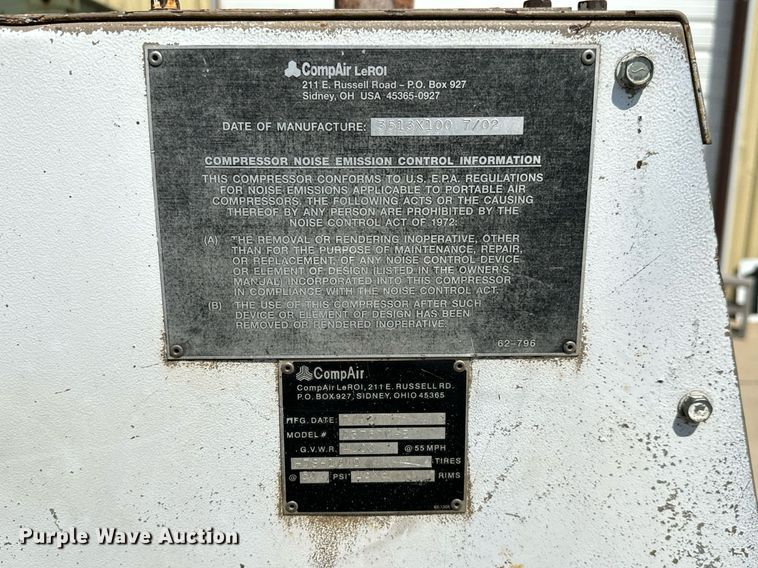 CompAir LeROI
211 E. Russell Road - P.O. Box 927
Sidney, OH USA 45365-0927
DATE OF MANUFACTURE: 3513X100 7/02
COMPRESSOR NOISE EMISSION CONTROL INFORMATION
THIS COMPRESSOR CONFORMS TO U.S. E.P.A. REGULATIONS
FOR NOISE EMISSIONS APPLICABLE TO PORTABLE AIR
COMPRESSORS. THE FOLLOWING ACTS OR THE CAUSING
THEREOF BY ANY PERSON ARE PROHIBITED BY THE
NOISE CONTROL ACT OF 1972:
(A) THE REMOVAL OR RENDERING INOPERATIVE, OTHER
THAN FOR THE PURPOSE OF MAINTENANCE, REPAIR,
OR REPLACEMENT, OF ANY NOISE CONTROL DEVICE
OR ELEMENT OF DESIGN (LISTED IN THE OWNER'S
MANUAL) INCORPORATED INTO THIS COMPRESSOR
IN COMPLIANCE WITH THE NOISE CONTROL ACT.
(B) THE USE OF THIS COMPRESSOR AFTER SUCH
DEVICE OR ELEMENT OF DESIGN HAS BEEN
REMOVED OR RENDERED INOPERATIVE.
62-796
CompAir
CompAir LeROI, 211 E. RUSSELL RD.
P.O. BOX 927, SIDNEY, OHIO 45365
MFG. DATE:
MODEL #
G.V.W.R. @ 55 MPH
TIRES
@ PSI RIMS
Purple Wave Auction